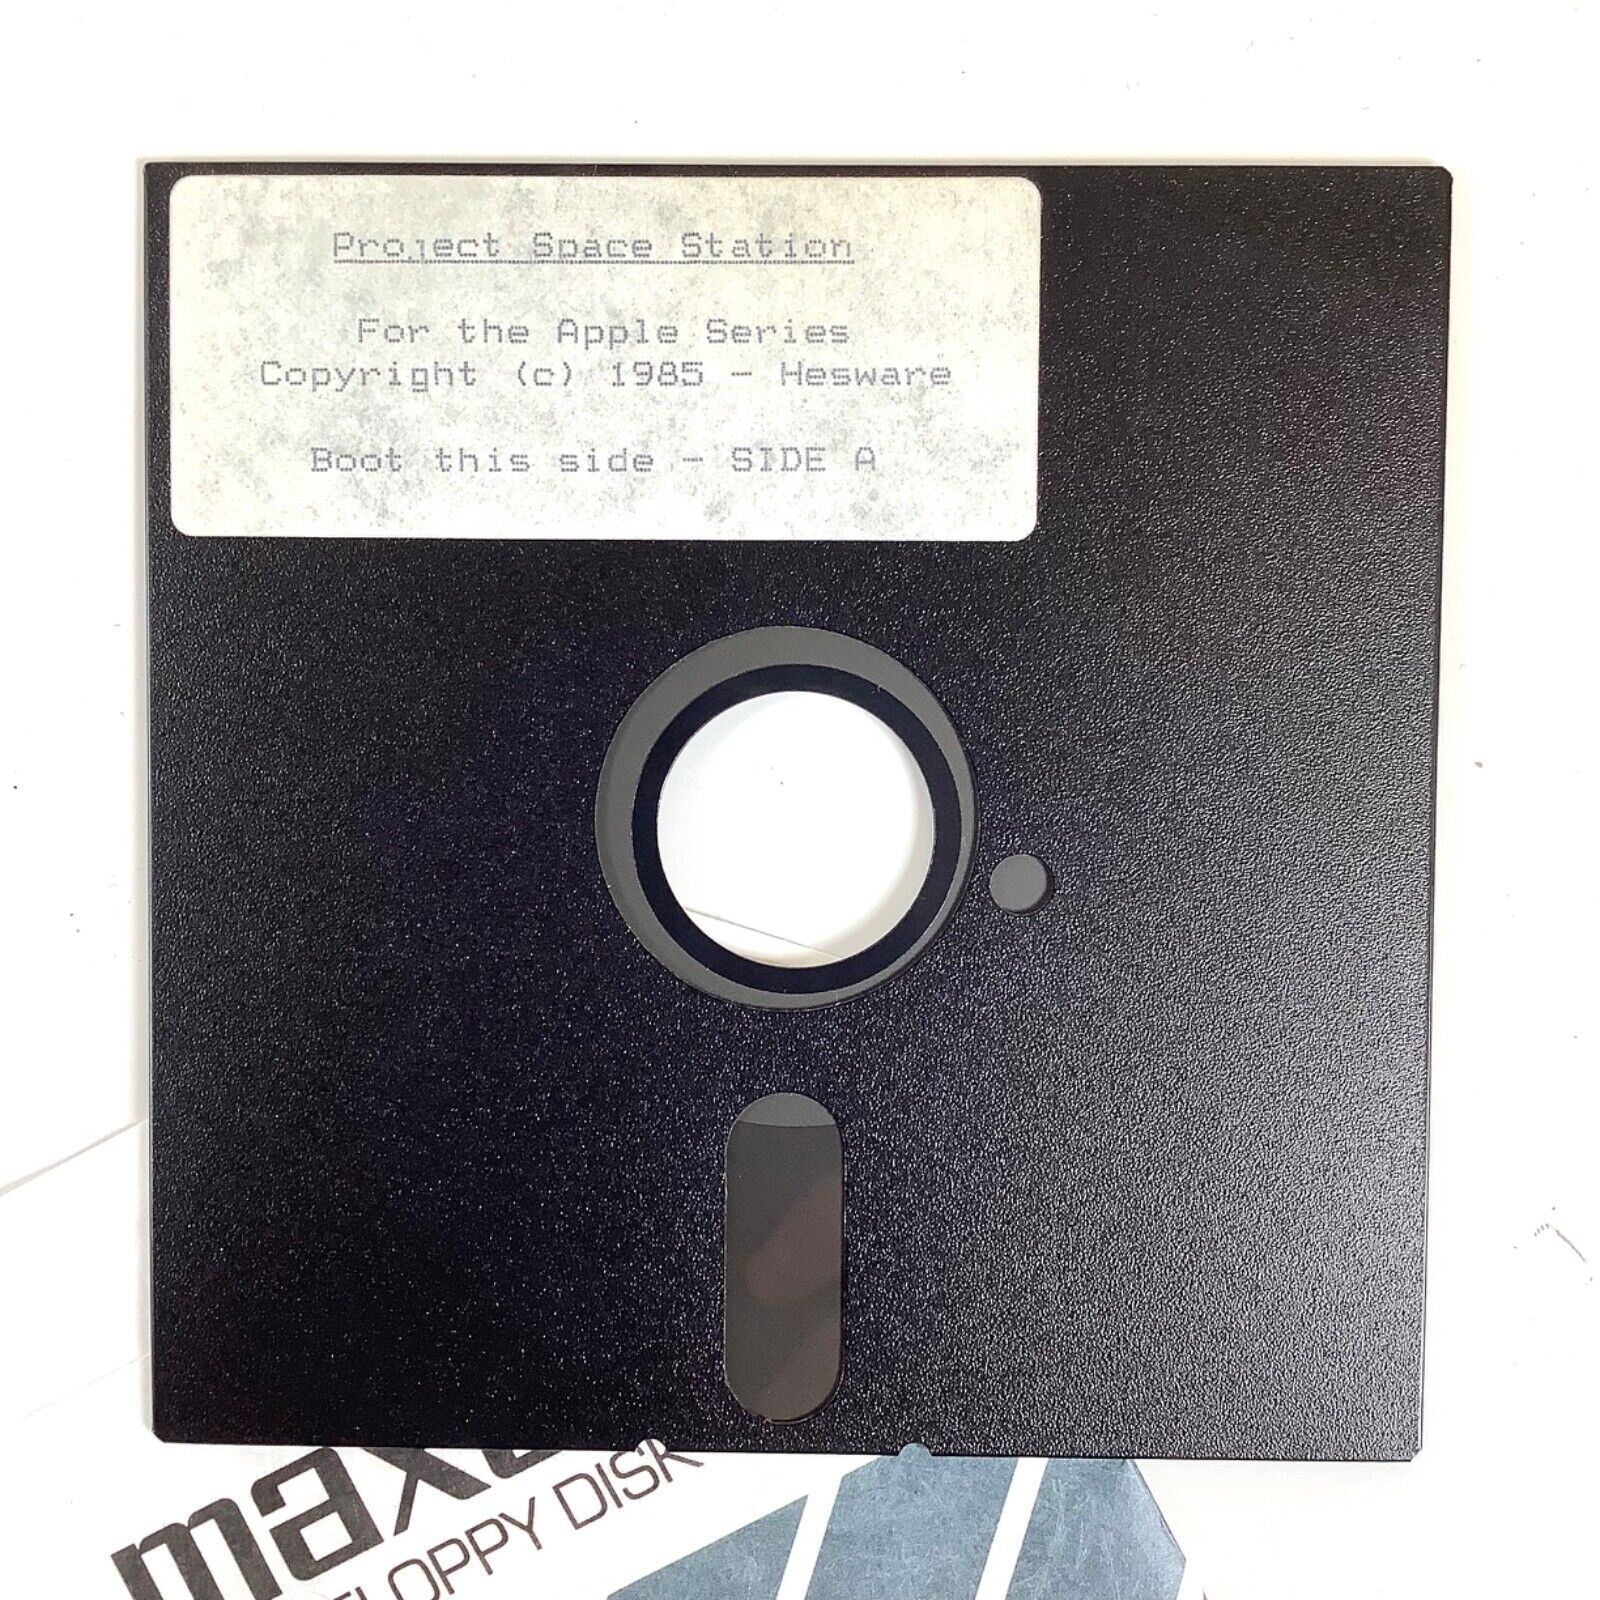 Project Space Station
For the Apple Series
Copyright (c) 1985 - Hesware
Boot this side - SIDE A
FLOPPY DISK